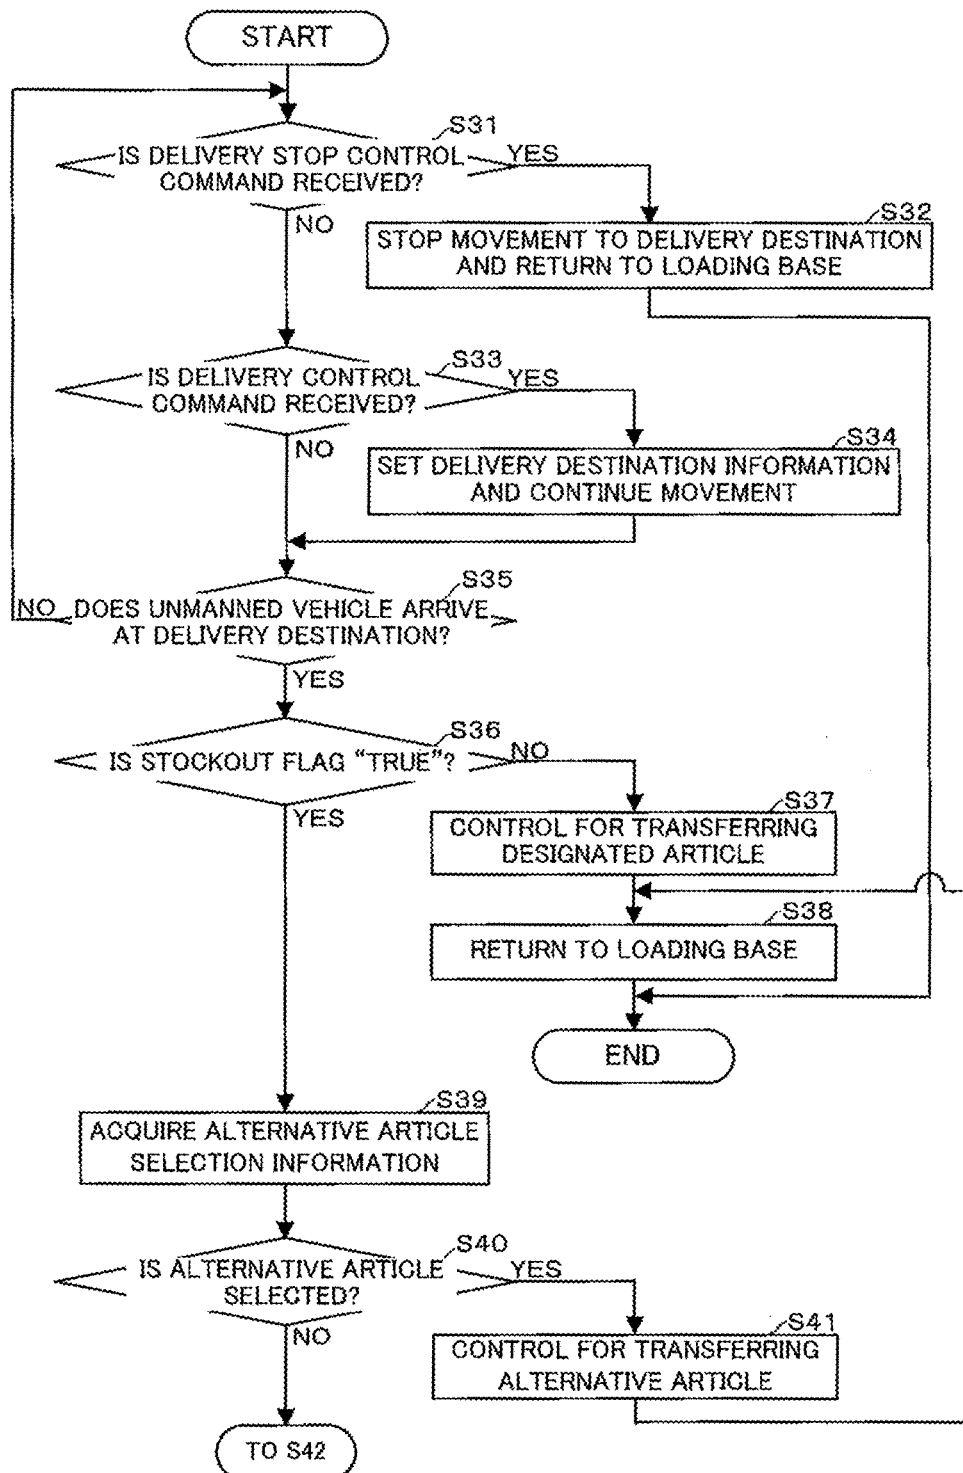 START
S31
IS DELIVERY STOP CONTROL
COMMAND RECEIVED?
YES
NO
S32
STOP MOVEMENT TO DELIVERY DESTINATION
AND RETURN TO LOADING BASE
S33
IS DELIVERY CONTROL
COMMAND RECEIVED?
YES
NO
S34
SET DELIVERY DESTINATION INFORMATION
AND CONTINUE MOVEMENT
S35
NO
DOES UNMANNED VEHICLE ARRIVE
AT DELIVERY DESTINATION?
YES
S36
IS STOCKOUT FLAG “TRUE”?
NO
YES
S37
CONTROL FOR TRANSFERRING
DESIGNATED ARTICLE
S38
RETURN TO LOADING BASE
END
S39
ACQUIRE ALTERNATIVE ARTICLE
SELECTION INFORMATION
S40
IS ALTERNATIVE ARTICLE
SELECTED?
YES
NO
S41
CONTROL FOR TRANSFERRING
ALTERNATIVE ARTICLE
TO S42